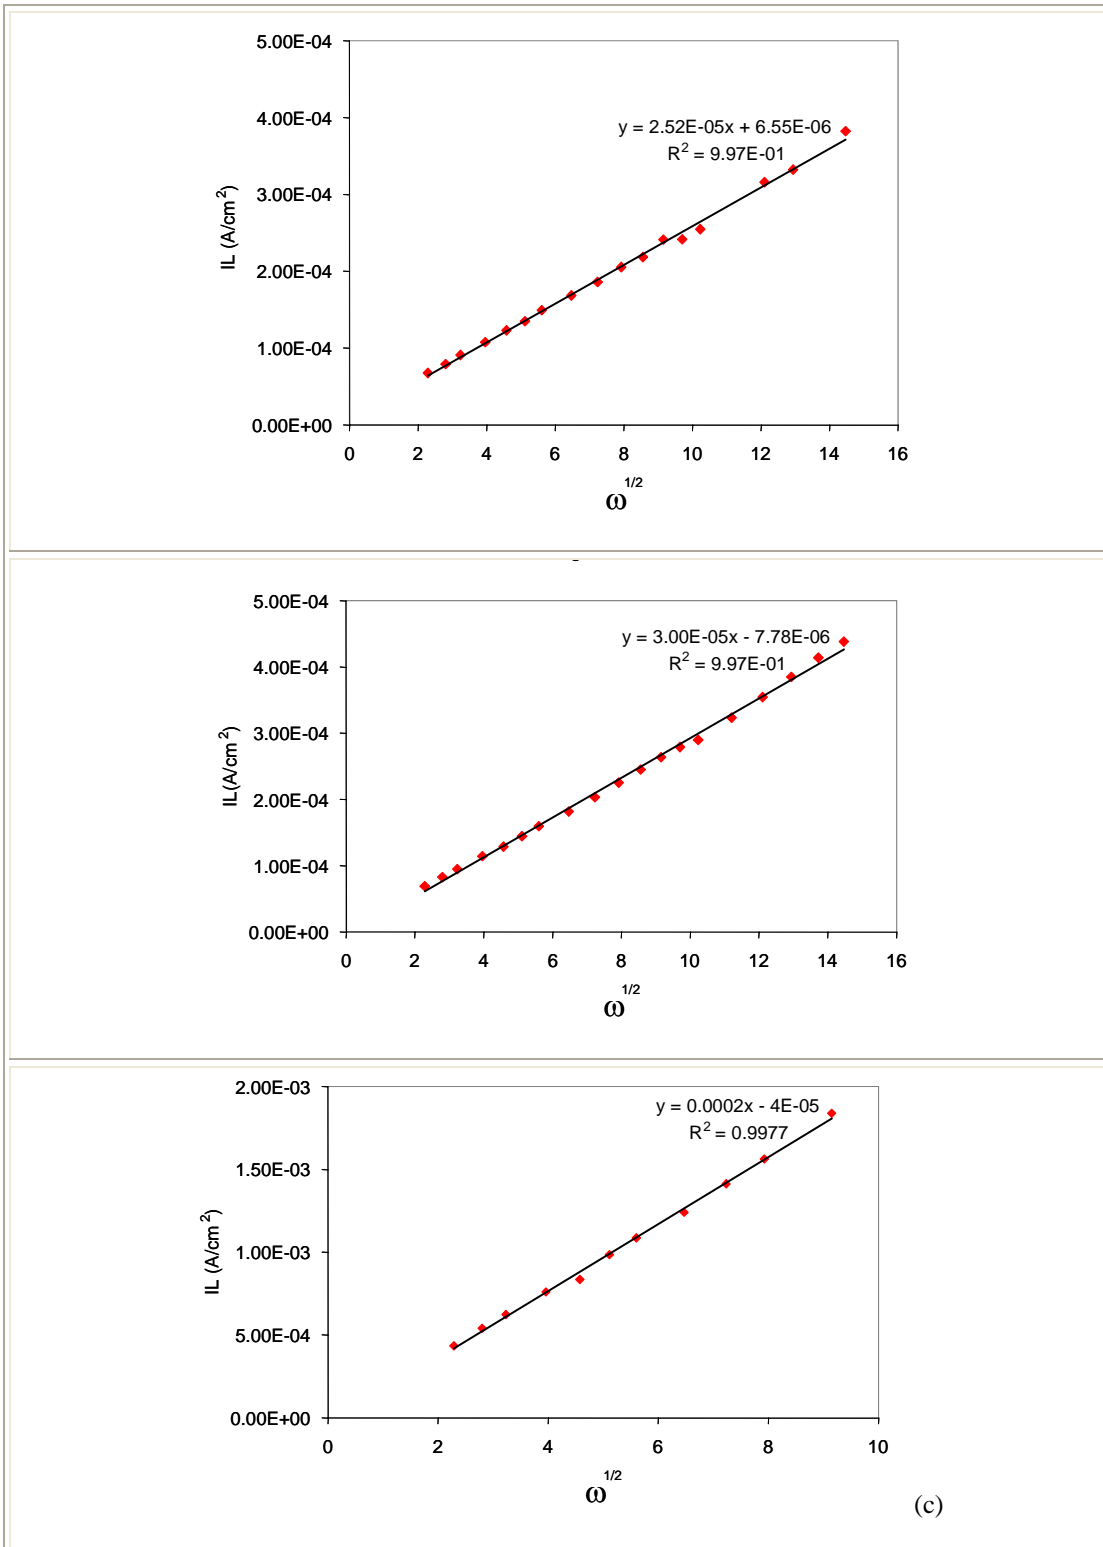 5.00E-04
4.00E-04
3.00E-04
2.00E-04
1.00E-04
0.00E+00
IL (A/cm²)
y = 2.52E-05x + 6.55E-06
R² = 9.97E-01
0 2 4 6 8 10 12 14 16
ω^1/2
5.00E-04
4.00E-04
3.00E-04
2.00E-04
1.00E-04
0.00E+00
IL(A/cm²)
y = 3.00E-05x - 7.78E-06
R² = 9.97E-01
0 2 4 6 8 10 12 14 16
ω^1/2
2.00E-03
1.50E-03
1.00E-03
5.00E-04
0.00E+00
IL (A/cm²)
y = 0.0002x - 4E-05
R² = 0.9977
0 2 4 6 8 10
ω^1/2
(c)